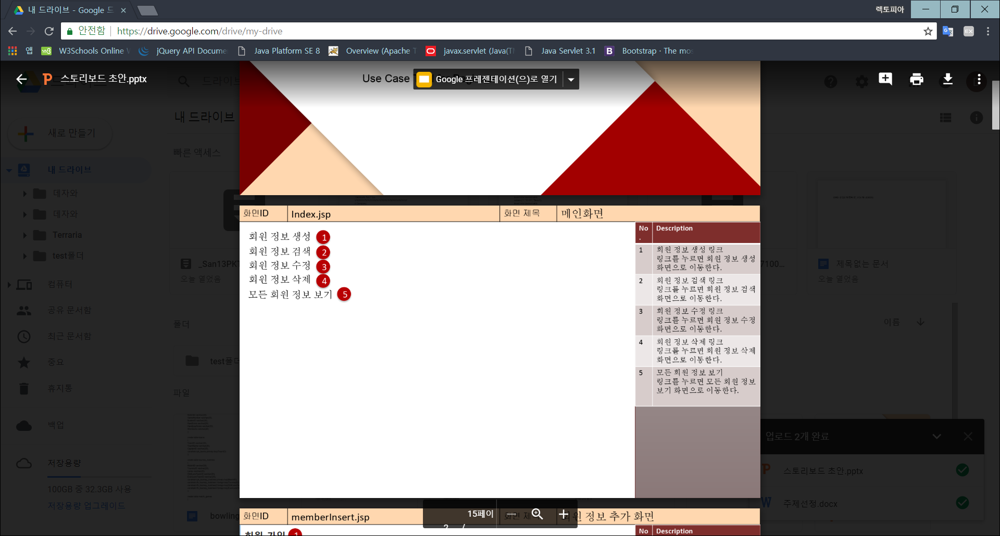 내 드라이브 - Google 드
렉토피아
안전함
https://drive.google.com/drive/my-drive
앱
W3Schools Online
jQuery API Docume
Java Platform SE 8
Overview (Apache
javax.servlet (Java(T
Java Servlet 3.1
Bootstrap · The mos
스토리보드 초안.pptx
Use Case
Google 프레젠테이션(으)로 열기
내 드라이브
새로 만들기
빠른 액세스
내 드라이브
데자와
데자와
Terraria
test폴더
_San13PKT
7100...
제목없는 문서
오늘 열었음
오늘 열었음
컴퓨터
공유 문서함
최근 문서함
중요
휴지통
백업
저장용량
100GB 중 32.3GB 사용
저장용량 업그레이드
폴더
이름
test폴더
파일
bowling
화면ID
Index.jsp
화면 제목
메인화면
회원 정보 생성 1
회원 정보 검색 2
회원 정보 수정 3
회원 정보 삭제 4
모든 회원 정보 보기 5
No. Description
1 회원 정보 생성 링크
링크를 누르면 회원 정보 생성
화면으로 이동한다.
2 회원 정보 검색 링크
링크를 누르면 회원 정보 검색
화면으로 이동한다.
3 회원 정보 수정 링크
링크를 누르면 회원 정보 수정
화면으로 이동한다.
4 회원 정보 삭제 링크
링크를 누르면 회원 정보 삭제
화면으로 이동한다.
5 모든 회원 정보 보기
링크를 누르면 모든 회원 정보
보기 화면으로 이동한다.
업로드 2개 완료
스토리보드 초안.pptx
주제선정.docx
화면ID
memberInsert.jsp
15페이
화면 제
회원 정보 추가 화면
2 /
회원 가입 1
No Description